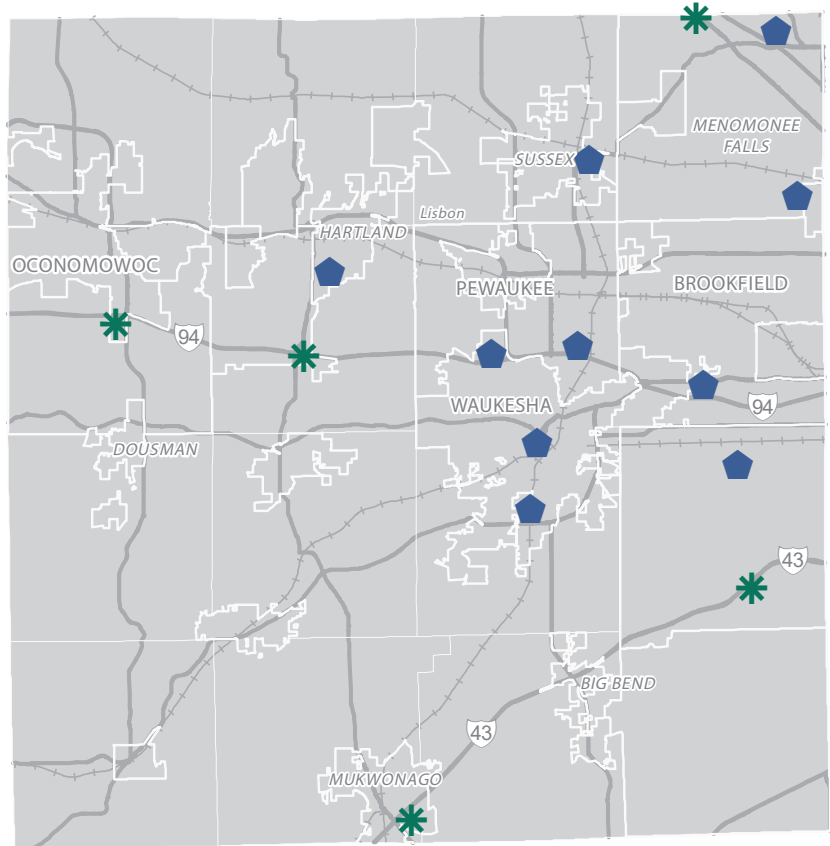 MENOMONEE
FALLS
SUSSEX
Lisbon
HARTLAND
OCONOMOWOC
PEWAUKEE
BROOKFIELD
94
WAUKESHA
94
DOUSMAN
43
BIG BEND
43
MUKWONAGO